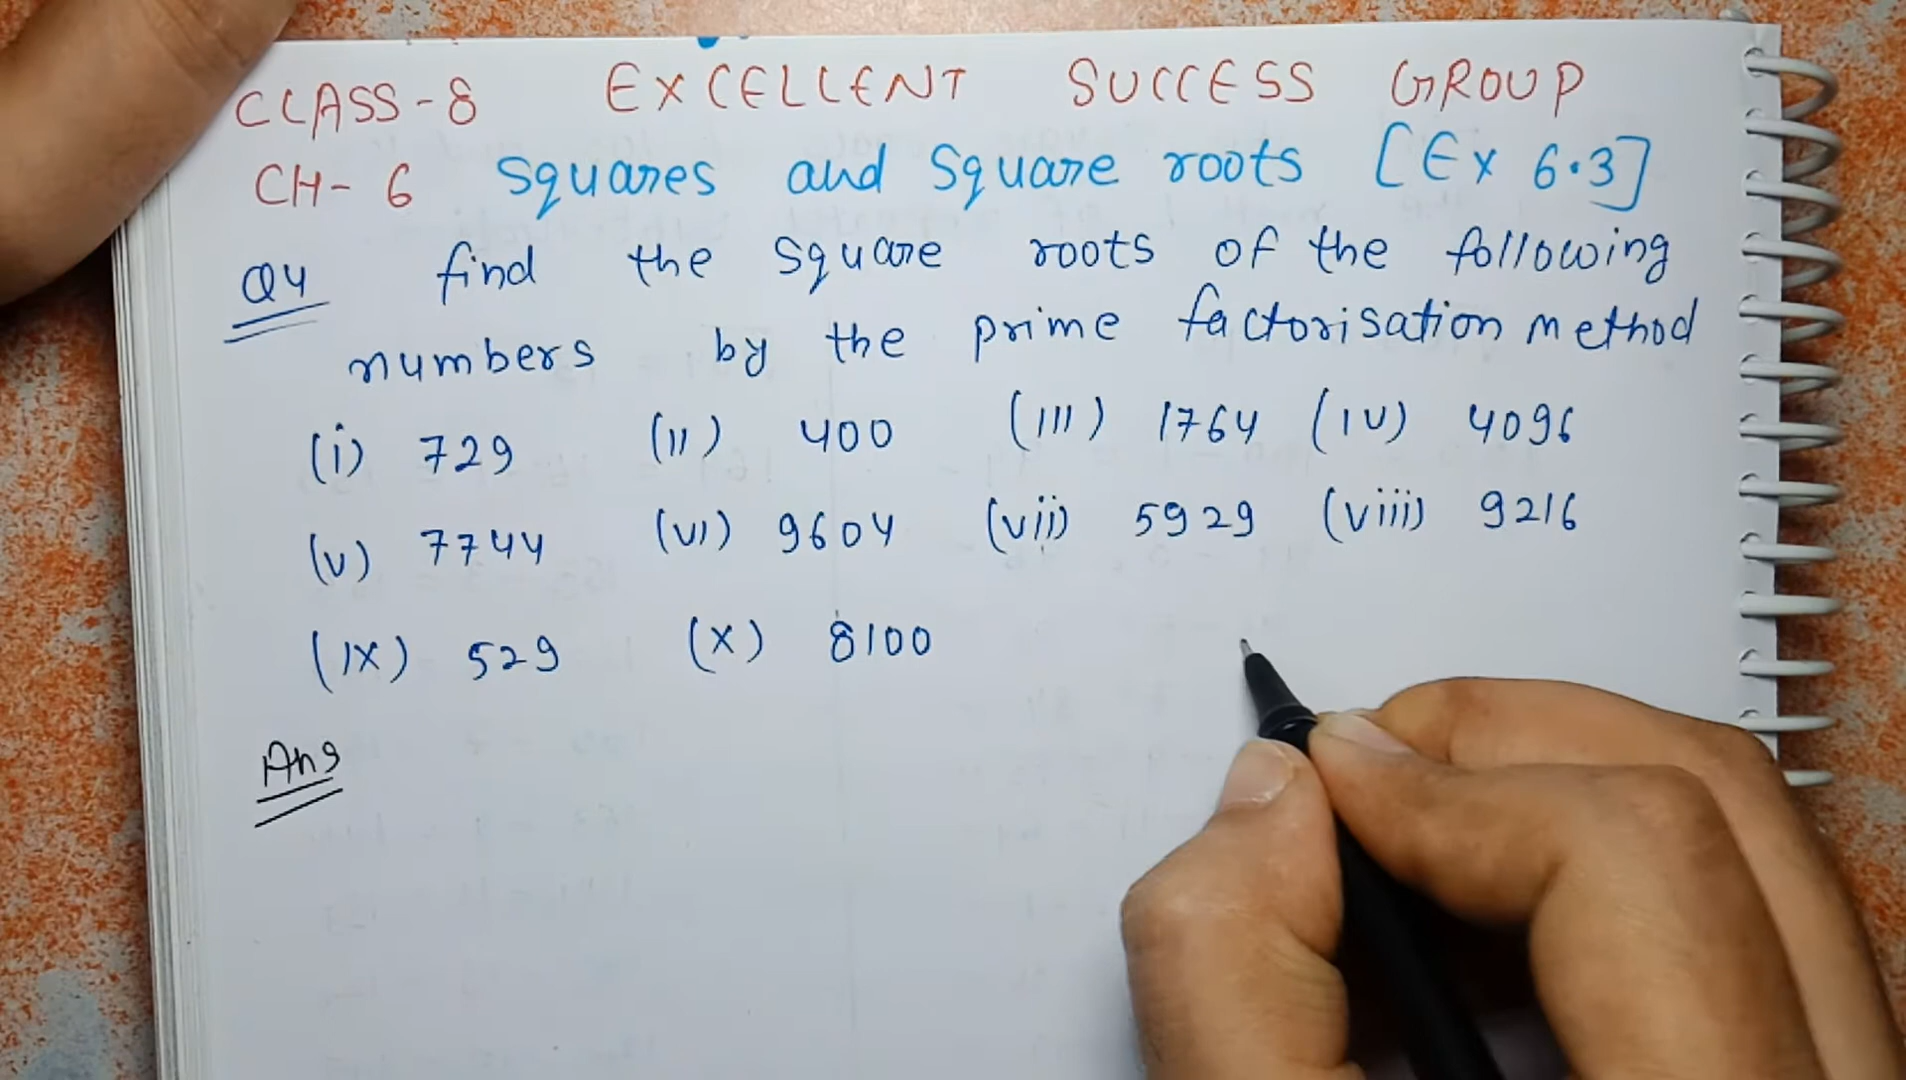 CLASS-8 EXCELLENT SUCCESS GROUP
CH-6 Squares and Square roots [Ex 6.3]
Q4 find the square roots of the following
numbers by the prime factorisation method
(i) 729 (ii) 400 (iii) 1764 (iv) 4096
(v) 7744 (vi) 9604 (vii) 5929 (viii) 9216
(ix) 529 (x) 8100
Ans